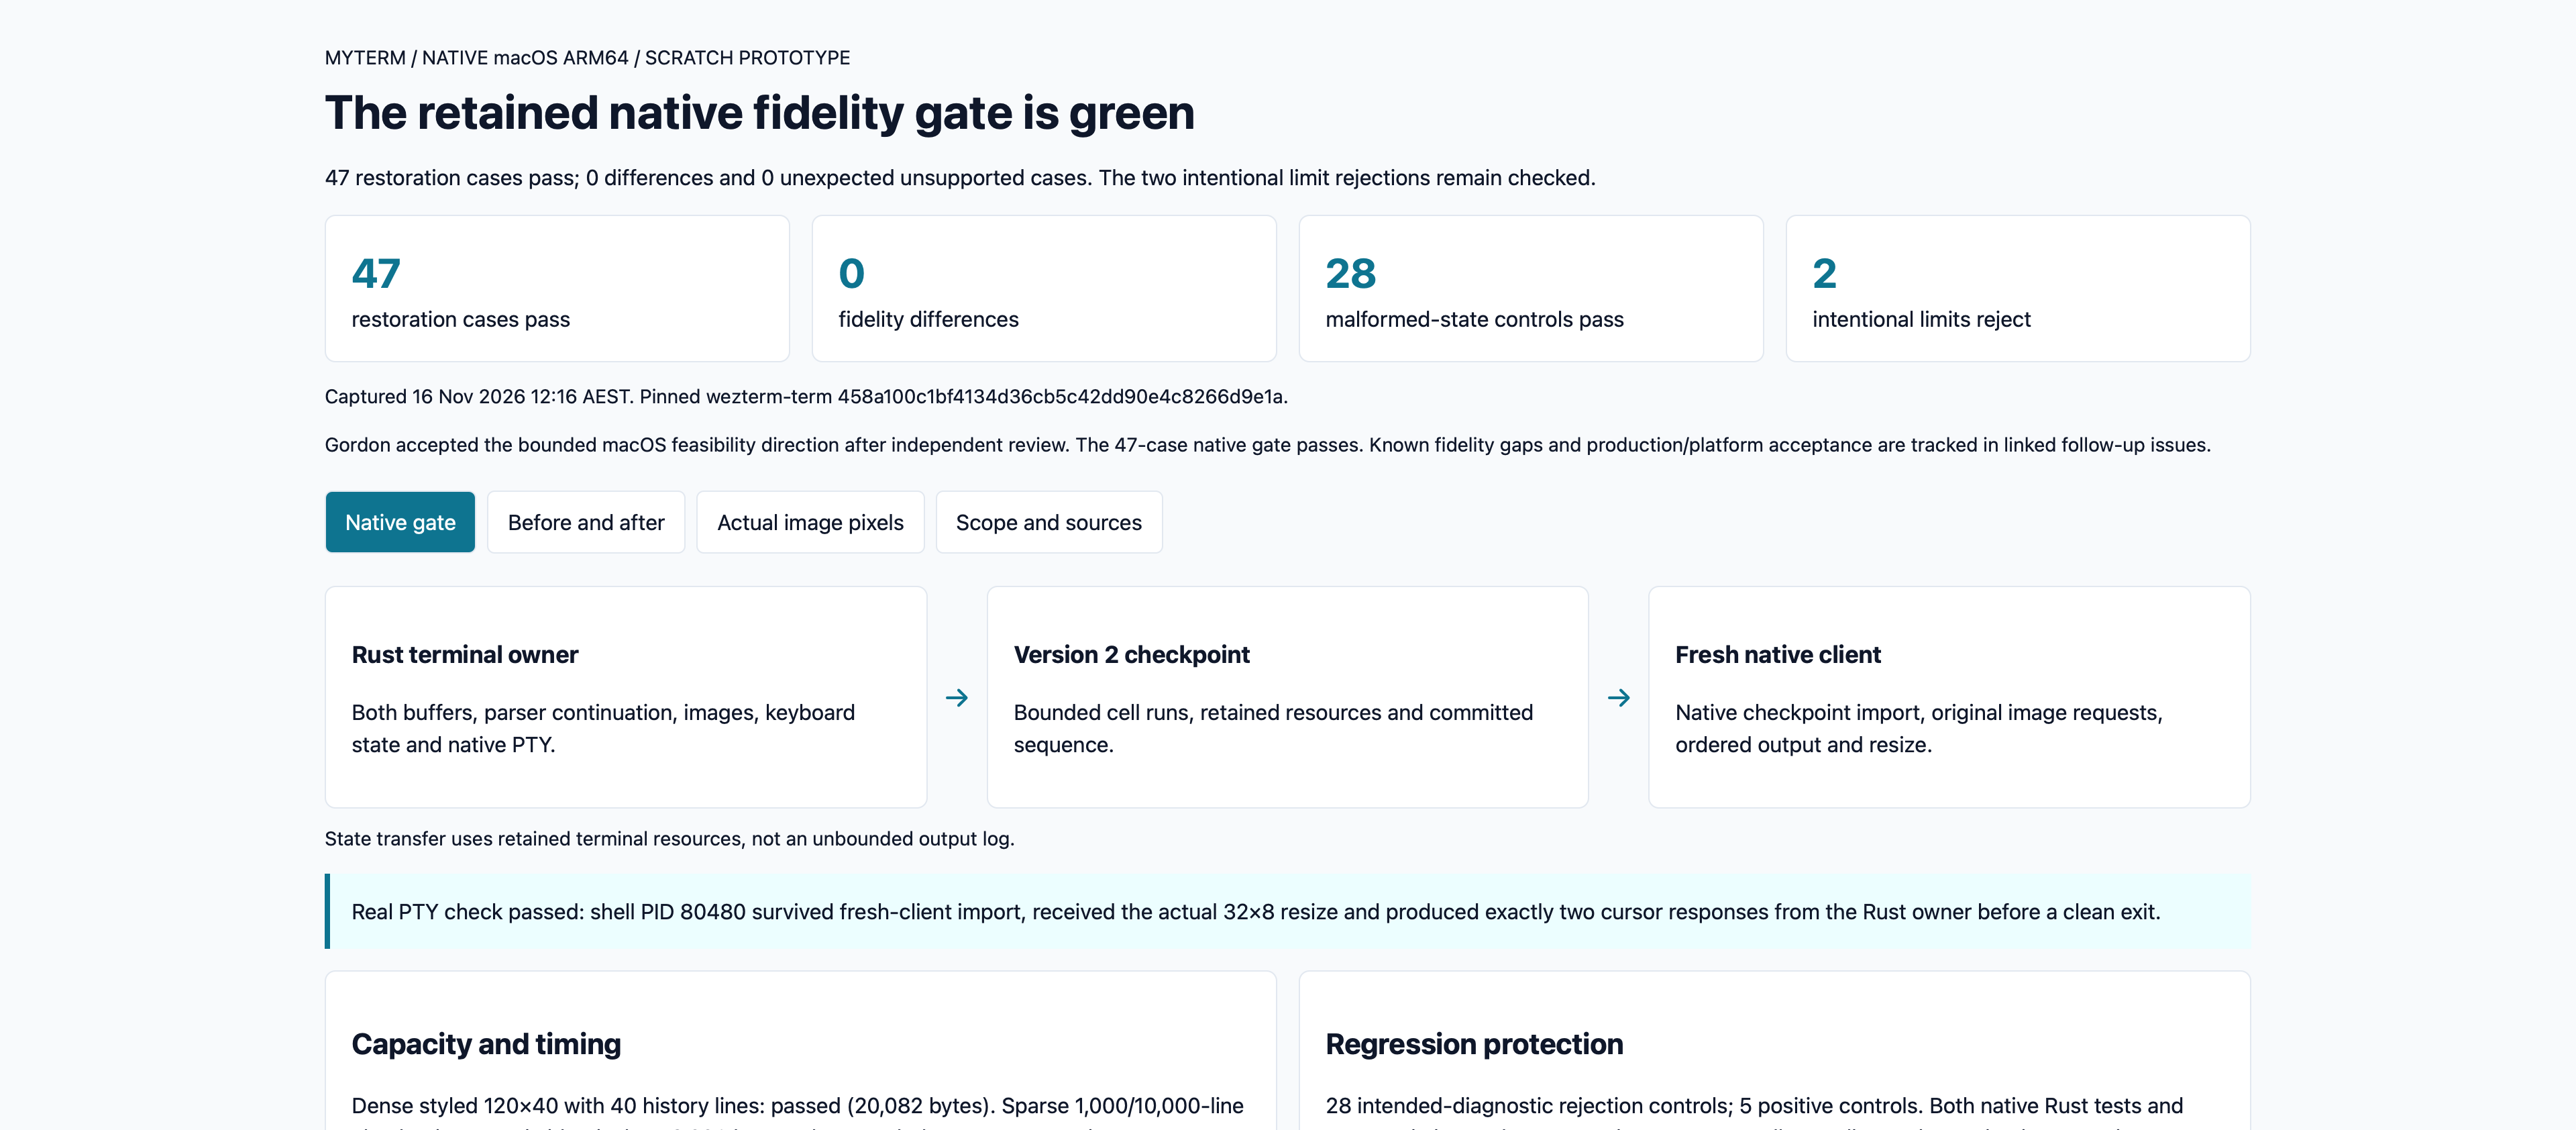 MYTERM / NATIVE macOS ARM64 / SCRATCH PROTOTYPE
The retained native fidelity gate is green
47 restoration cases pass; 0 differences and 0 unexpected unsupported cases. The two intentional limit rejections remain checked.
47
restoration cases pass
0
fidelity differences
28
malformed-state controls pass
2
intentional limits reject
Captured 16 Nov 2026 12:16 AEST. Pinned wezterm-term 458a100c1bf4134d36cb5c42dd90e4c8266d9e1a.
Gordon accepted the bounded macOS feasibility direction after independent review. The 47-case native gate passes. Known fidelity gaps and production/platform acceptance are tracked in linked follow-up issues.
Native gate
Before and after
Actual image pixels
Scope and sources
Rust terminal owner
Both buffers, parser continuation, images, keyboard
state and native PTY.
→
Version 2 checkpoint
Bounded cell runs, retained resources and committed
sequence.
→
Fresh native client
Native checkpoint import, original image requests,
ordered output and resize.
State transfer uses retained terminal resources, not an unbounded output log.
Real PTY check passed: shell PID 80480 survived fresh-client import, received the actual 32×8 resize and produced exactly two cursor responses from the Rust owner before a clean exit.
Capacity and timing
Dense styled 120×40 with 40 history lines: passed (20,082 bytes). Sparse 1,000/10,000-line
Regression protection
28 intended-diagnostic rejection controls; 5 positive controls. Both native Rust tests and